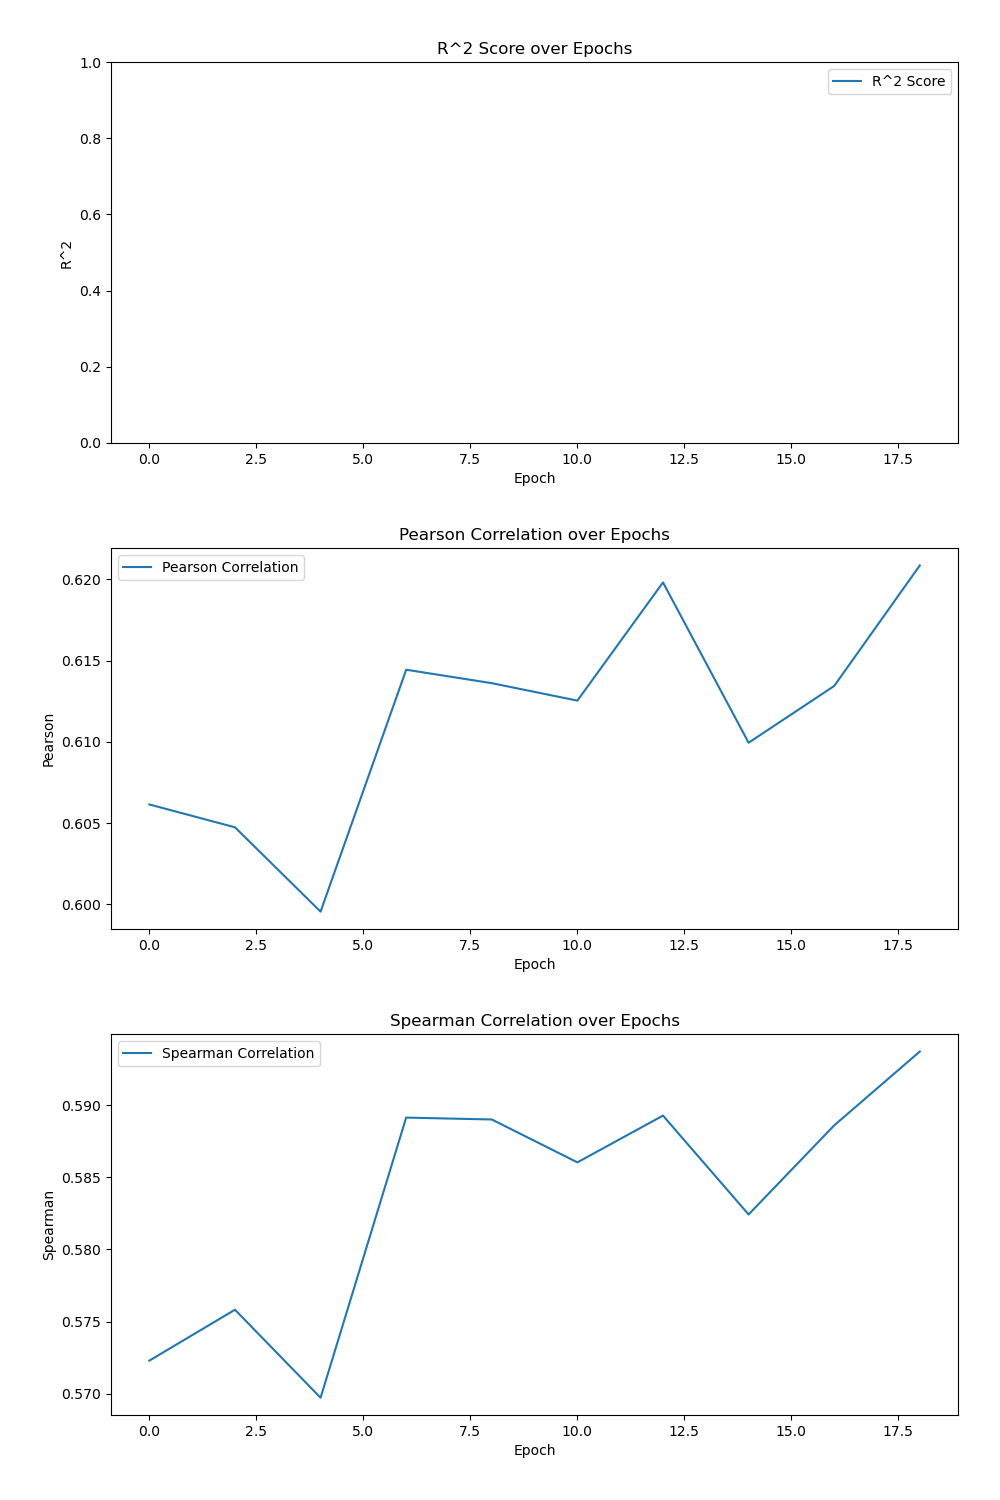 R^2 Score over Epochs
1.0
R^2 Score
0.8
0.6
R^2
0.4
0.2
0.0
0.0 2.5 5.0 7.5 10.0 12.5 15.0 17.5
Epoch
Pearson Correlation over Epochs
Pearson Correlation
0.620
0.615
0.610
Pearson
0.605
0.600
0.0 2.5 5.0 7.5 10.0 12.5 15.0 17.5
Epoch
Spearman Correlation over Epochs
Spearman Correlation
0.590
0.585
Spearman
0.580
0.575
0.570
0.0 2.5 5.0 7.5 10.0 12.5 15.0 17.5
Epoch